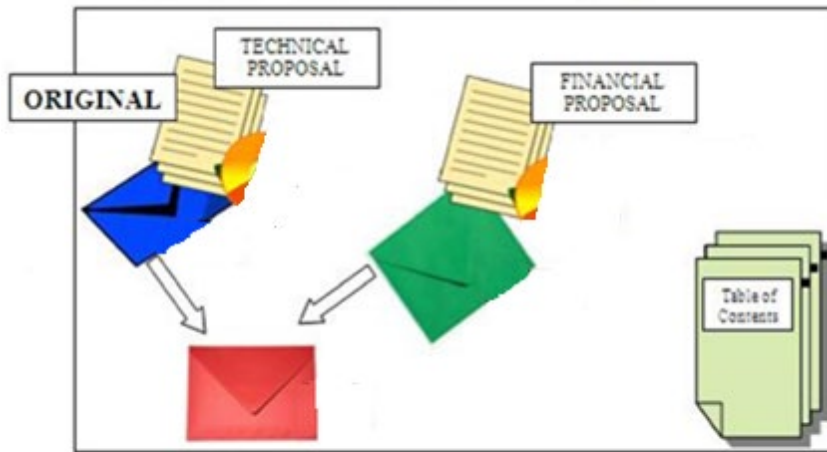 TECHNICAL
PROPOSAL
ORIGINAL
FINANCIAL
PROPOSAL
Table of
Contents